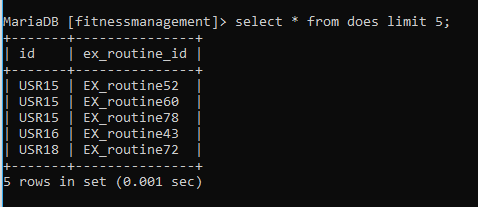 MariaDB [fitnessmanagement]> select * from does limit 5;
+-------+---------------+
| id    | ex_routine_id |
+-------+---------------+
| USR15 | EX_routine52  |
| USR15 | EX_routine60  |
| USR15 | EX_routine78  |
| USR16 | EX_routine43  |
| USR18 | EX_routine72  |
+-------+---------------+
5 rows in set (0.001 sec)